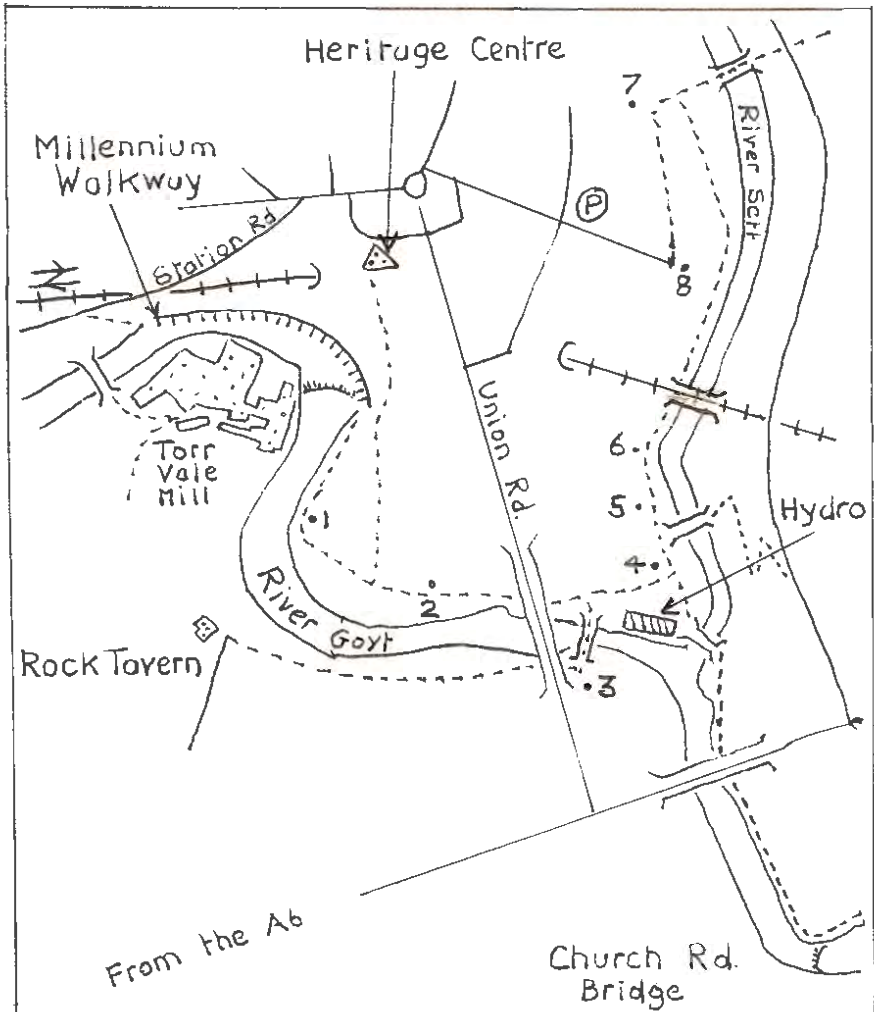 Heritage Centre
7
Millennium
Walkway
River Sett
P
Station Rd
N
8
Union Rd.
6
Torr
Vale
Mill
5
Hydro
1
4
2
River Goyt
Rock Tavern
3
From the A6
Church Rd.
Bridge